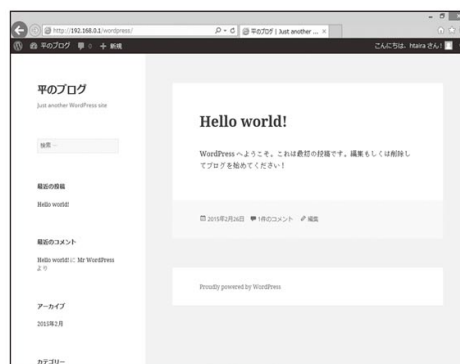 http://192.168.0.1/wordpress/
平のブログ | Just another ...
平のブログ 0 + 新規
こんにちは、htaira さん!
平のブログ
Just another WordPress site
検索 …
最近の投稿
Hello world!
最近のコメント
Hello world! に Mr WordPress
より
アーカイブ
2015年2月
カテゴリー
Hello world!
WordPress へようこそ。これは最初の投稿です。編集もしくは削除し
てブログを始めてください !
2015年2月26日 1件のコメント 編集
Proudly powered by WordPress